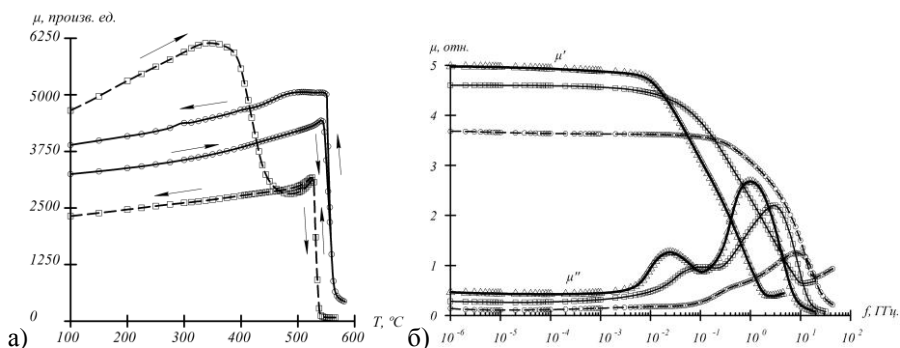 μ, произв. ед.
6250
5000
3750
2500
1250
0
100 200 300 400 500 600
T, °C
а)
μ, отн.
5
4
3
2
1
0
μ'
μ''
10⁻⁶ 10⁻⁵ 10⁻⁴ 10⁻³ 10⁻² 10⁻¹ 10⁰ 10¹ 10²
f, ГГц.
б)